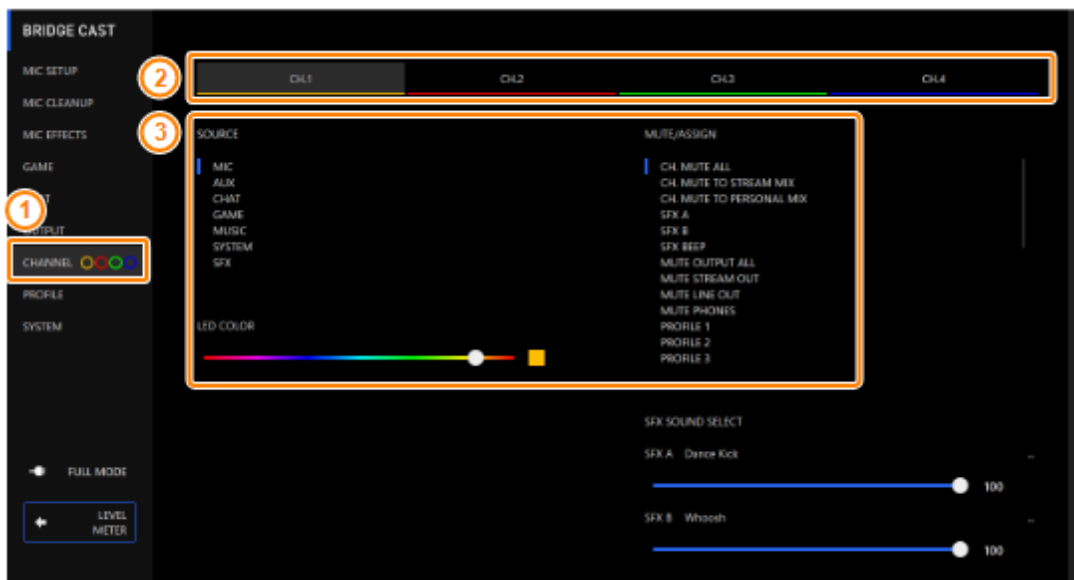 BRIDGE CAST
MIC SETUP
MIC CLEANUP
MIC EFFECTS
GAME
OUTPUT
CHANNEL
PROFILE
SYSTEM
FULL MODE
LEVEL
METER
1
2
CH.1 CH.2 CH.3 CH.4
3
SOURCE
MIC
AUX
CHAT
GAME
MUSIC
SYSTEM
SFX
LED COLOR
MUTE/ASSIGN
CH. MUTE ALL
CH. MUTE TO STREAM MIX
CH. MUTE TO PERSONAL MIX
SFX A
SFX B
SFX BEEP
MUTE OUTPUT ALL
MUTE STREAM OUT
MUTE LINE OUT
MUTE PHONES
PROFILE 1
PROFILE 2
PROFILE 3
SFX SOUND SELECT
SFX A Dance Kick ...
100
SFX B Whoosh ...
100